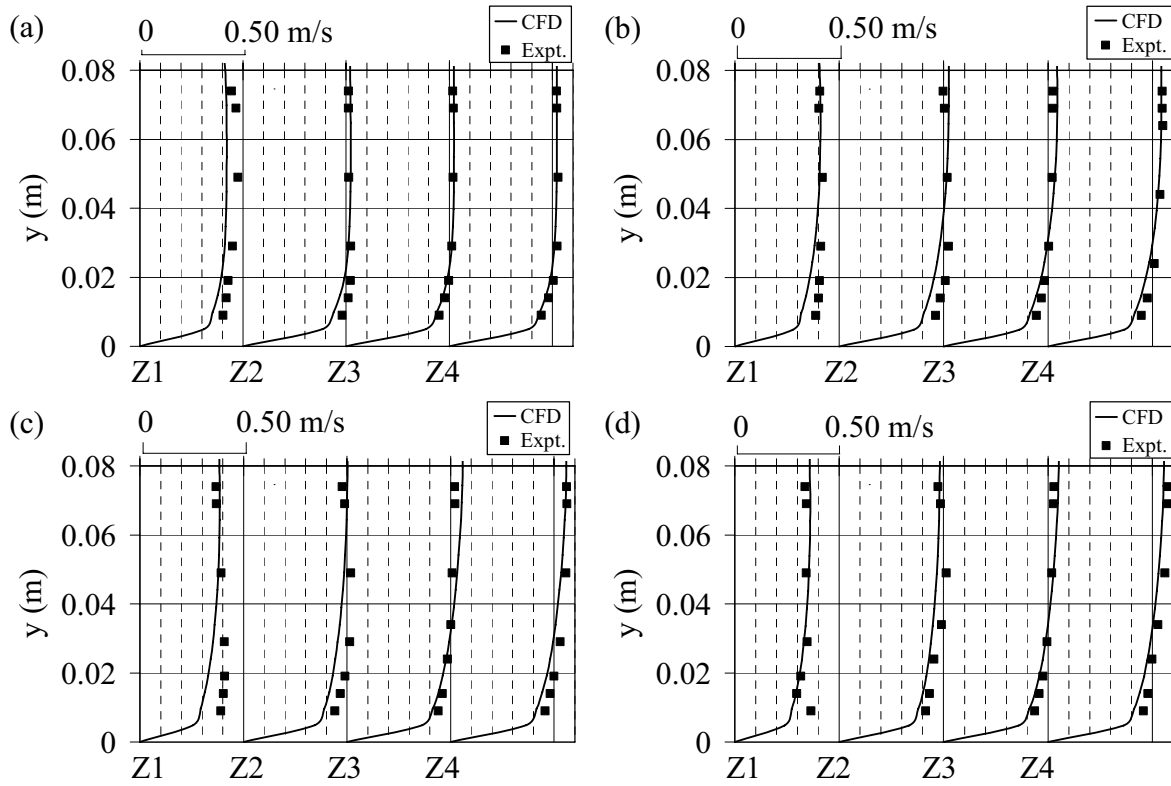 (a)
0 0.50 m/s
CFD
Expt.
0.08
0.06
0.04
0.02
0
y (m)
Z1 Z2 Z3 Z4
(b)
0 0.50 m/s
CFD
Expt.
0.08
0.06
0.04
0.02
0
y (m)
Z1 Z2 Z3 Z4
(c)
0 0.50 m/s
CFD
Expt.
0.08
0.06
0.04
0.02
0
y (m)
Z1 Z2 Z3 Z4
(d)
0 0.50 m/s
CFD
Expt.
0.08
0.06
0.04
0.02
0
y (m)
Z1 Z2 Z3 Z4